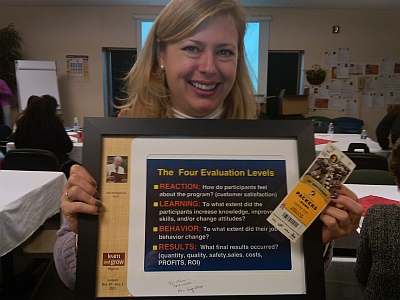 The Four Evaluation Levels
■ REACTION: How do participants feel
about the program? (customer satisfaction)
■ LEARNING: To what extent did the
participants increase knowledge, improve
skills, and/or change attitudes?
■ BEHAVIOR: To what extent did their job
behavior change?
■ RESULTS: What final results occurred?
(quantity, quality, safety, sales, costs,
PROFITS, ROI)
learn
and
grow
PACKERS